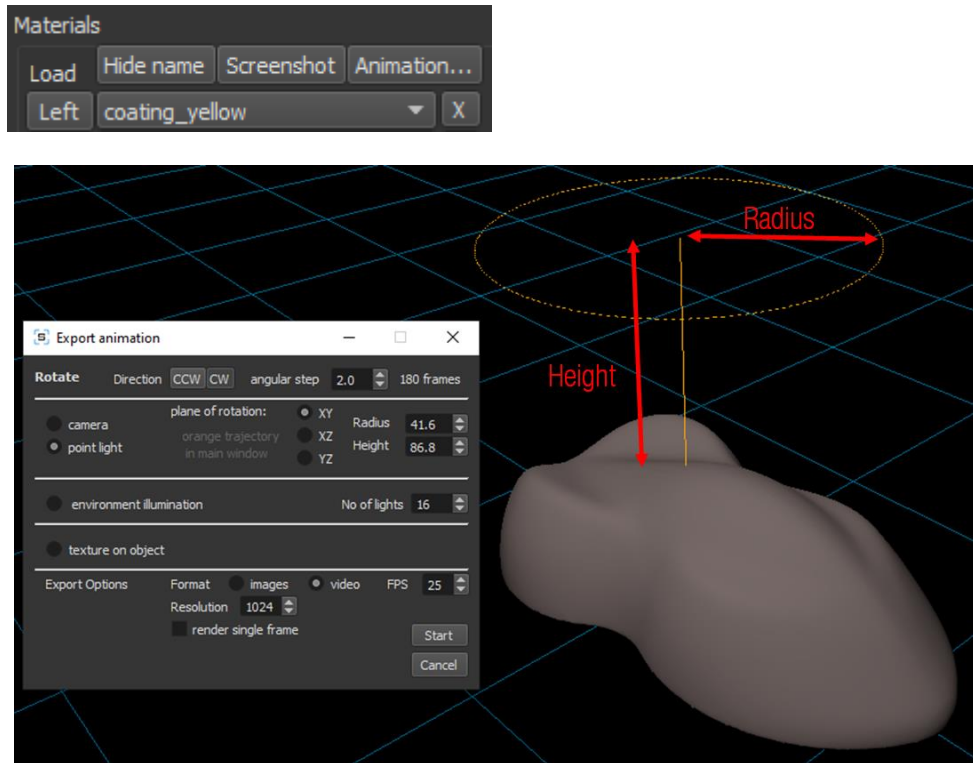 Materials
Load Hide name Screenshot Animation...
Left coating_yellow X
Radius
Height
Export animation
Rotate Direction CCW CW angular step 2.0 180 frames
camera plane of rotation: XY Radius 41.6
point light orange trajectory in main window XZ Height 86.8
YZ
environment illumination No of lights 16
texture on object
Export Options Format images video FPS 25
Resolution 1024
render single frame
Start
Cancel